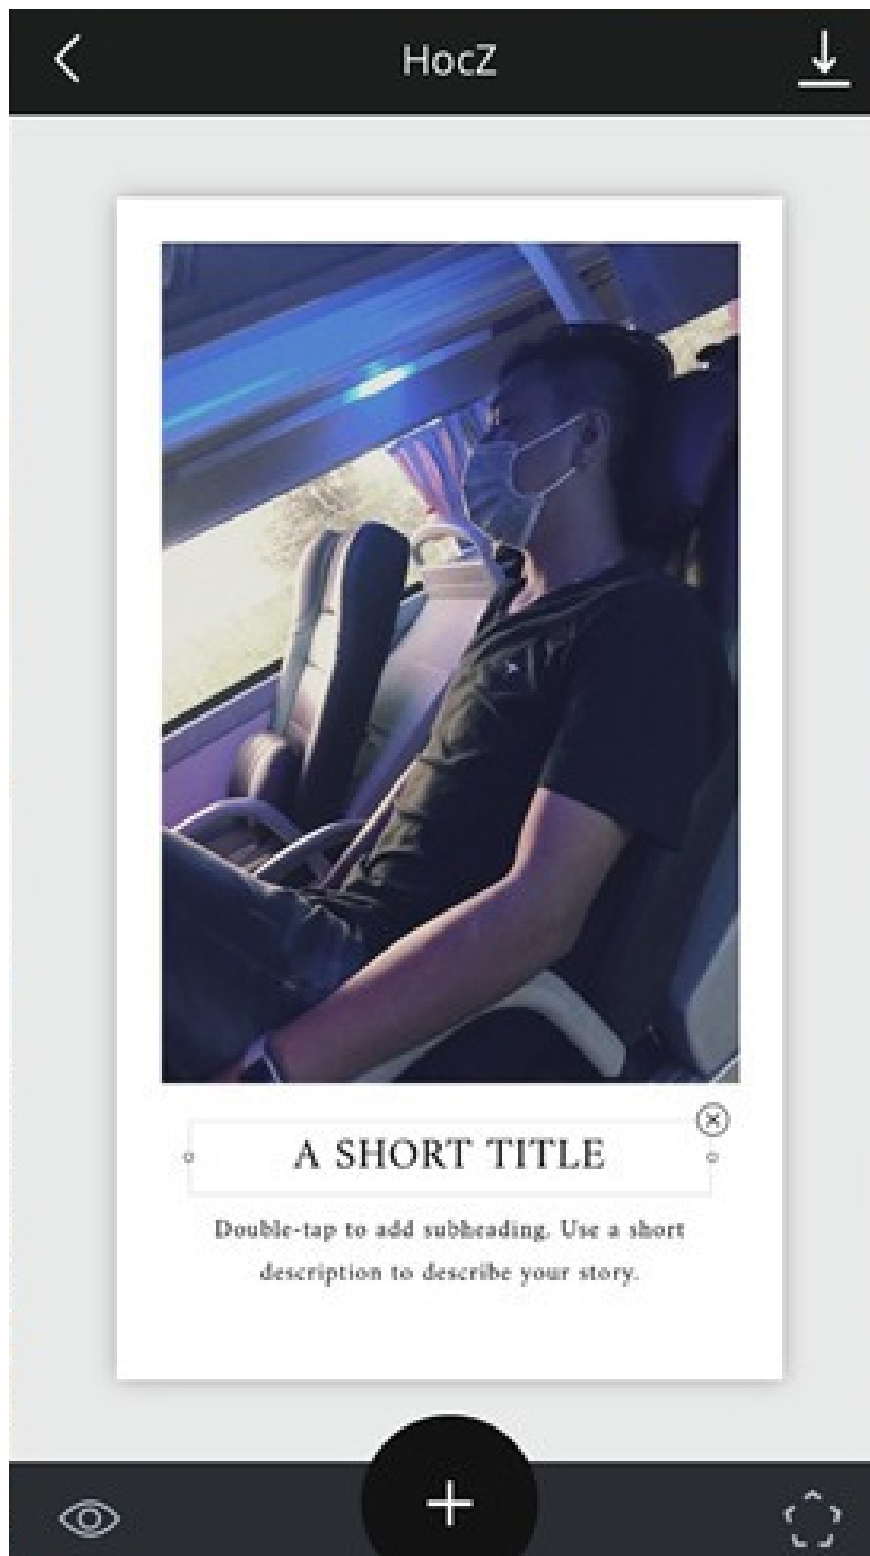 HocZ
A SHORT TITLE
Double-tap to add subheading. Use a short
description to describe your story.